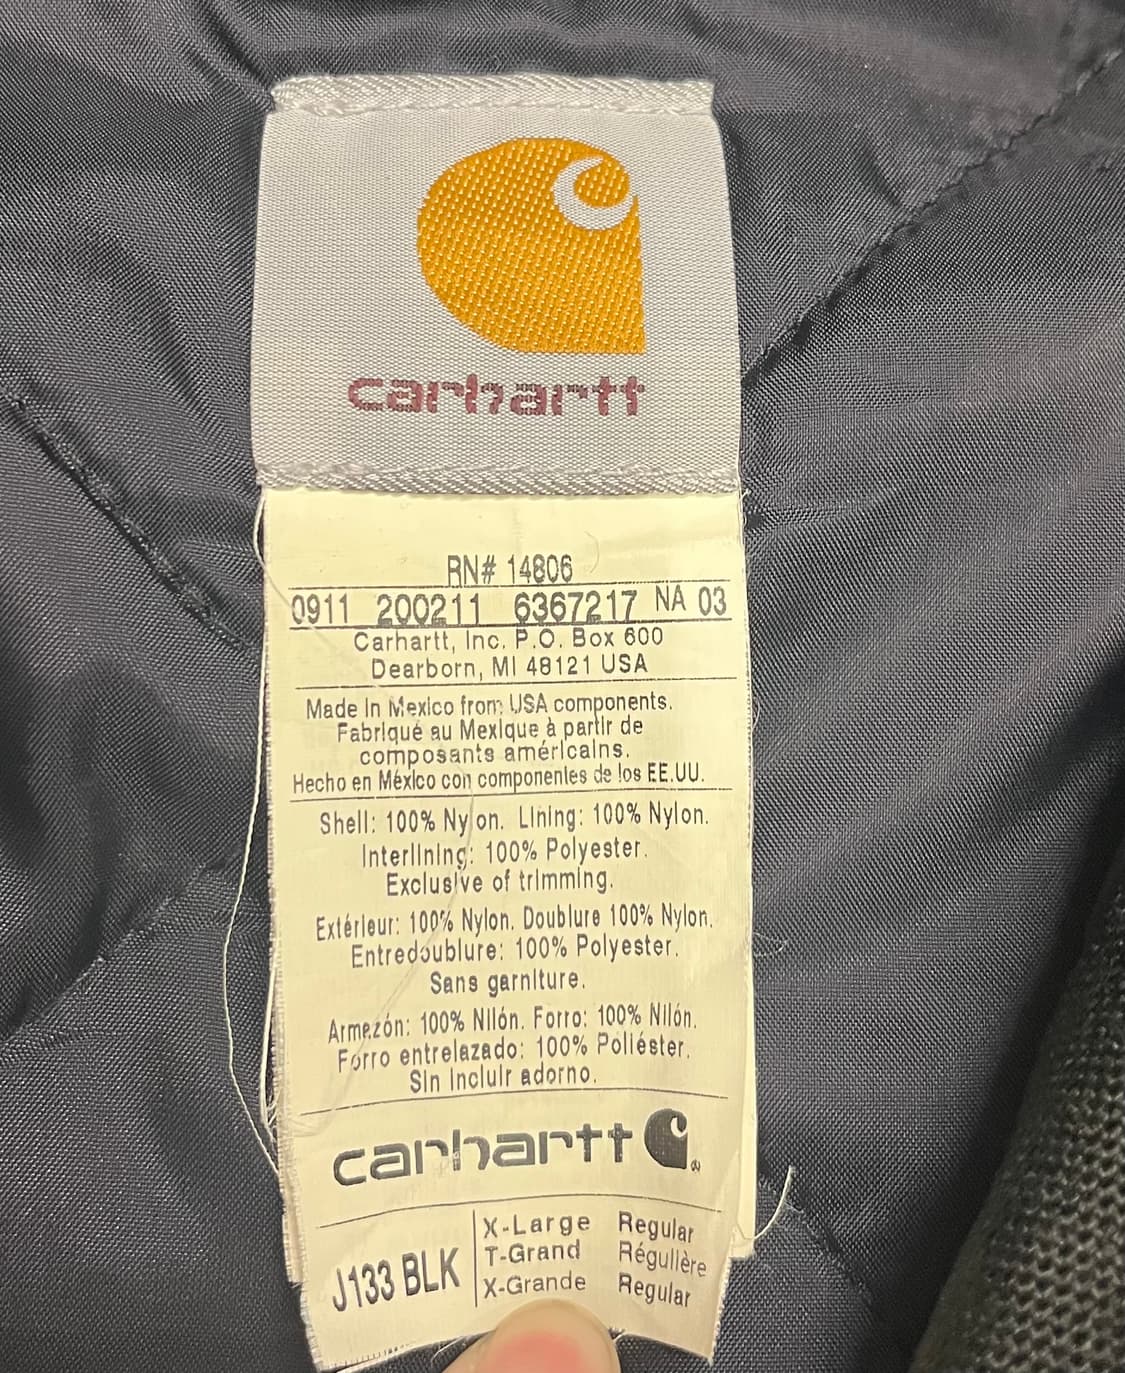 carhartt
RN# 14806
0911 200211 6367217 NA 03
Carhartt, Inc. P.O. Box 600
Dearborn, MI 48121 USA
Made in Mexico from USA components.
Fabriqué au Mexique à partir de
composants américains.
Hecho en México con componentes de los EE.UU.
Shell: 100% Nylon. Lining: 100% Nylon.
Interlining: 100% Polyester.
Exclusive of trimming.
Extérieur: 100% Nylon. Doublure 100% Nylon.
Entredoublure: 100% Polyester.
Sans garniture.
Armezón: 100% Nilón. Forro: 100% Nilón.
Forro entrelazado: 100% Poliéster.
Sin incluir adorno.
carhartt
J133 BLK
X-Large Regular
T-Grand Régulière
X-Grande Regular